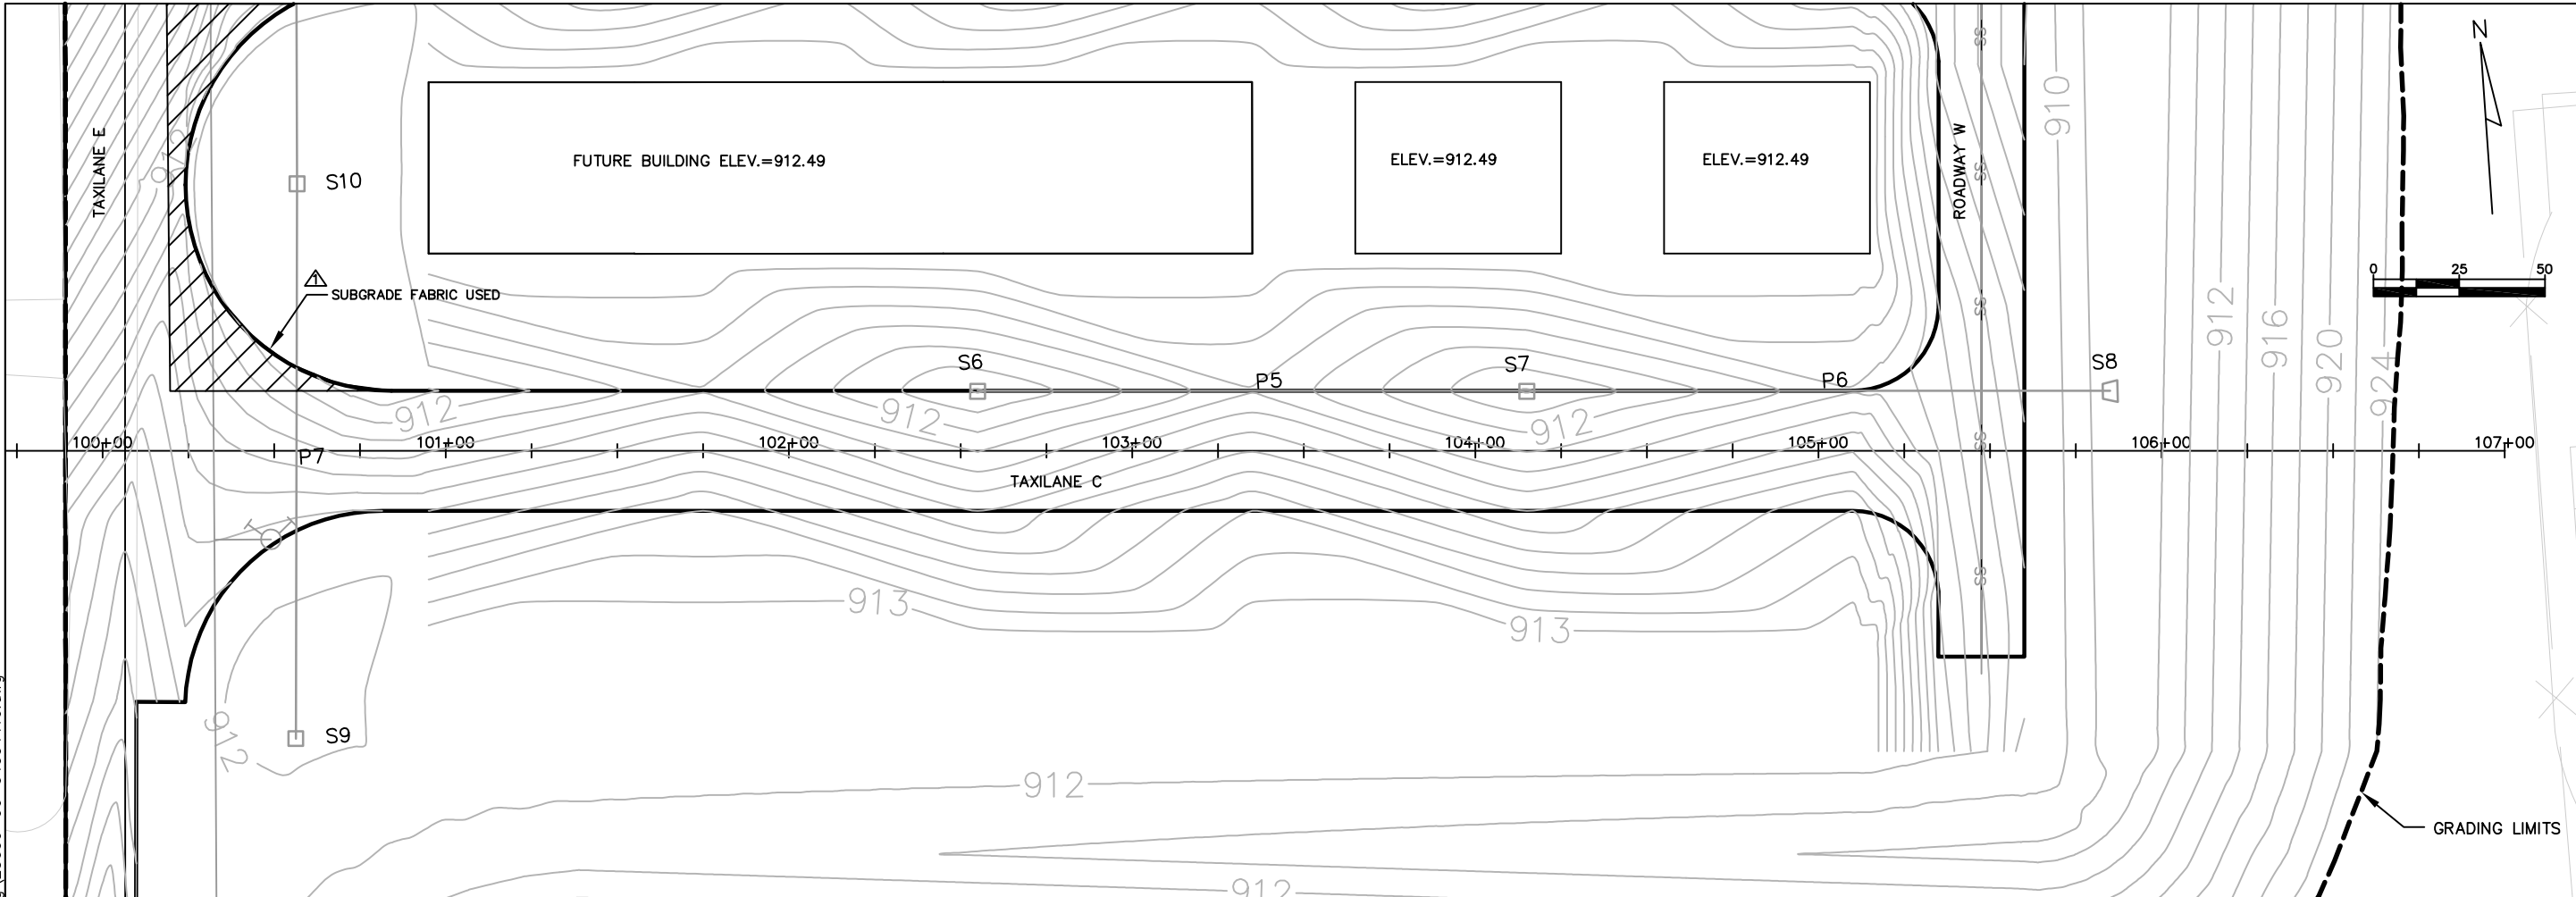 N
SS
910
TAXILANE E
FUTURE BUILDING ELEV.=912.49
ELEV.=912.49
ELEV.=912.49
ROADWAY W
SS
S10
1
SUBGRADE FABRIC USED
0 25 50
SS
912
916
920
924
S6
S7
S8
P5
P6
912
912
912
100+00
101+00
102+00
103+00
104+00
105+00
106+00
107+00
SS
P7
TAXILANE C
SS
913
913
S9
912
912
GRADING LIMITS
912